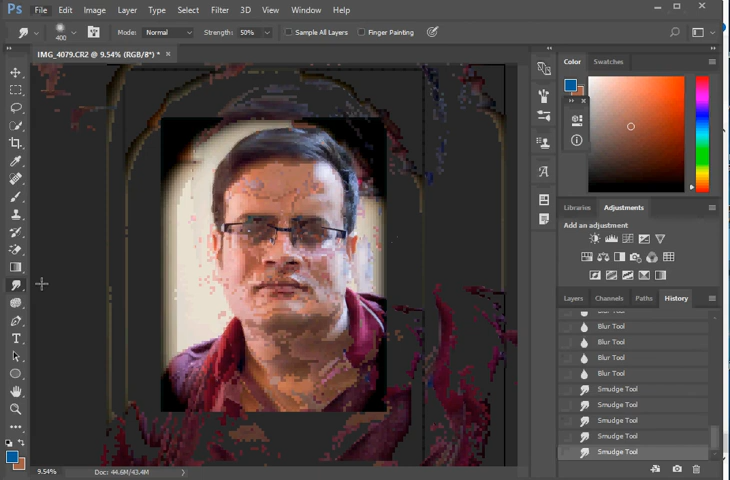 Ps File Edit Image Layer Type Select Filter 3D View Window Help
400 Mode: Normal Strength: 50% Sample All Layers Finger Painting
IMG_4079.CR2 @ 9.54% (RGB/8*) * ×
Color Swatches
Libraries Adjustments
Add an adjustment
Layers Channels Paths History
Blur Tool
Blur Tool
Blur Tool
Blur Tool
Smudge Tool
Smudge Tool
Smudge Tool
Smudge Tool
Smudge Tool
9.54% Doc: 44.6M/43.4M